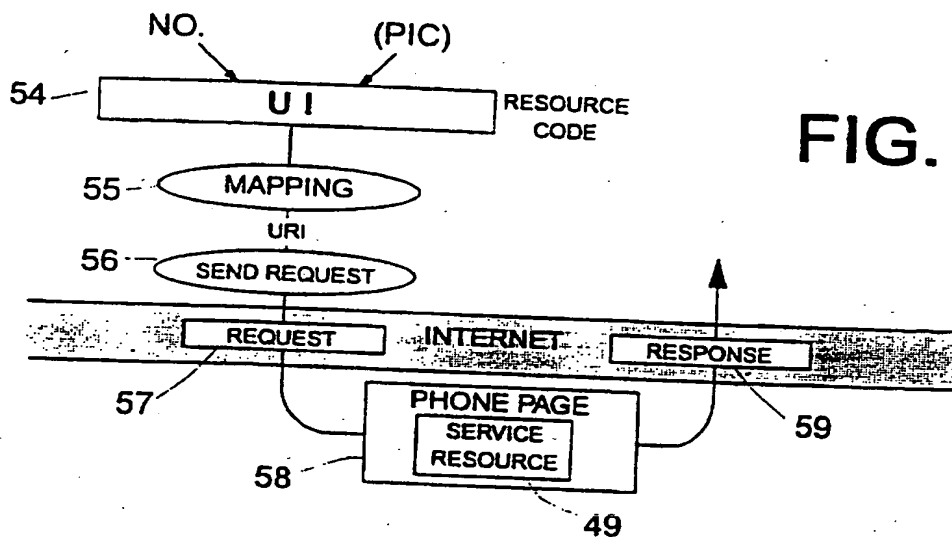 NO.
(PIC)
54
U I
RESOURCE
CODE
FIG.
55
MAPPING
URI
56
SEND REQUEST
REQUEST
INTERNET
RESPONSE
57
PHONE PAGE
59
SERVICE
RESOURCE
58
49